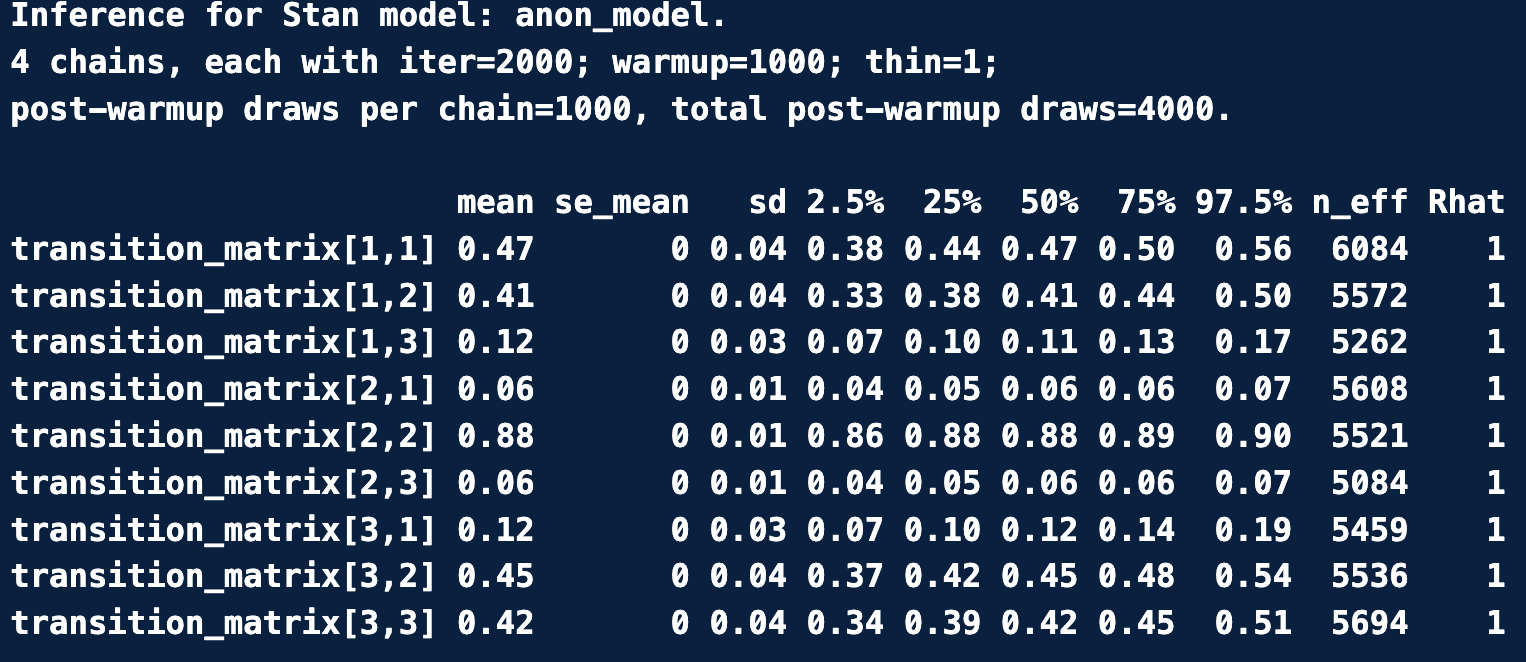 Inference for Stan model: anon_model.
4 chains, each with iter=2000; warmup=1000; thin=1;
post-warmup draws per chain=1000, total post-warmup draws=4000.

                       mean se_mean   sd 2.5%  25%  50%  75% 97.5% n_eff Rhat
transition_matrix[1,1] 0.47       0 0.04 0.38 0.44 0.47 0.50  0.56  6084    1
transition_matrix[1,2] 0.41       0 0.04 0.33 0.38 0.41 0.44  0.50  5572    1
transition_matrix[1,3] 0.12       0 0.03 0.07 0.10 0.11 0.13  0.17  5262    1
transition_matrix[2,1] 0.06       0 0.01 0.04 0.05 0.06 0.06  0.07  5608    1
transition_matrix[2,2] 0.88       0 0.01 0.86 0.88 0.88 0.89  0.90  5521    1
transition_matrix[2,3] 0.06       0 0.01 0.04 0.05 0.06 0.06  0.07  5084    1
transition_matrix[3,1] 0.12       0 0.03 0.07 0.10 0.12 0.14  0.19  5459    1
transition_matrix[3,2] 0.45       0 0.04 0.37 0.42 0.45 0.48  0.54  5536    1
transition_matrix[3,3] 0.42       0 0.04 0.34 0.39 0.42 0.45  0.51  5694    1